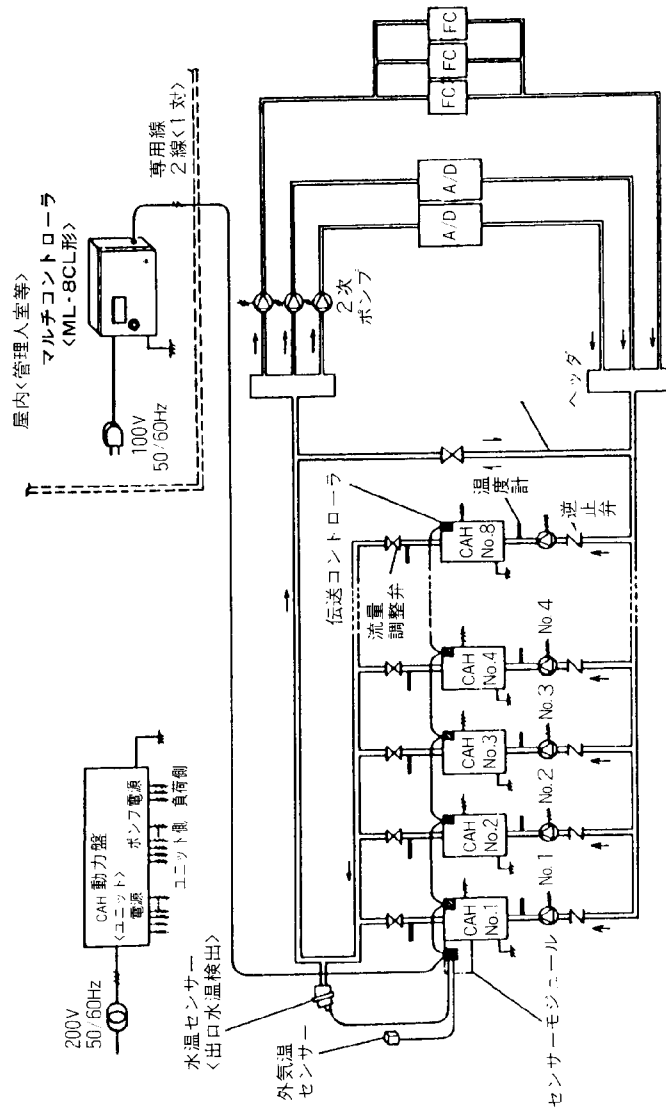 200V
50/60Hz
CAH 動力盤
<ユニット>
電源
ポンプ電源
ユニット側
負荷側
屋内<管理人室等>
マルチコントローラ
<ML-8CL形>
100V
50/60Hz
専用線
2線<1対>
水温センサー
<出口水温検出>
外気温
センサー
センサーモジュール
伝送コントローラ
流量
調整弁
CAH
No.1
CAH
No.2
CAH
No.3
CAH
No.4
CAH
No.8
温度計
逆止弁
No.1
No.2
No.3
No.4
ヘッダ
2次
ポンプ
A/D
A/D
FC
FC
FC